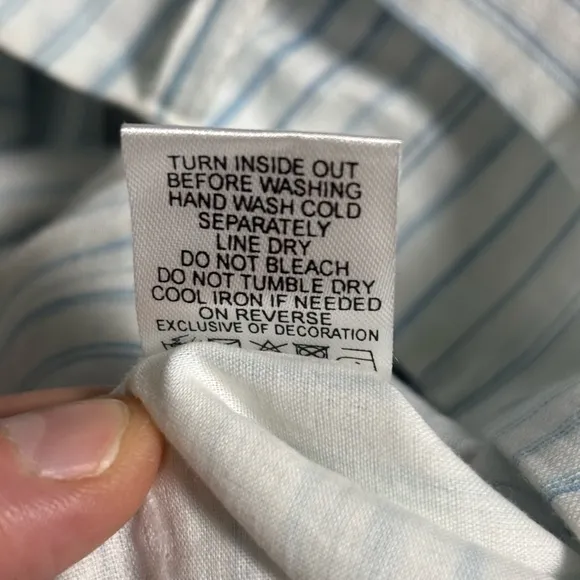 TURN INSIDE OUT
BEFORE WASHING
HAND WASH COLD
SEPARATELY
LINE DRY
DO NOT BLEACH
DO NOT TUMBLE DRY
COOL IRON IF NEEDED
ON REVERSE
EXCLUSIVE OF DECORATION